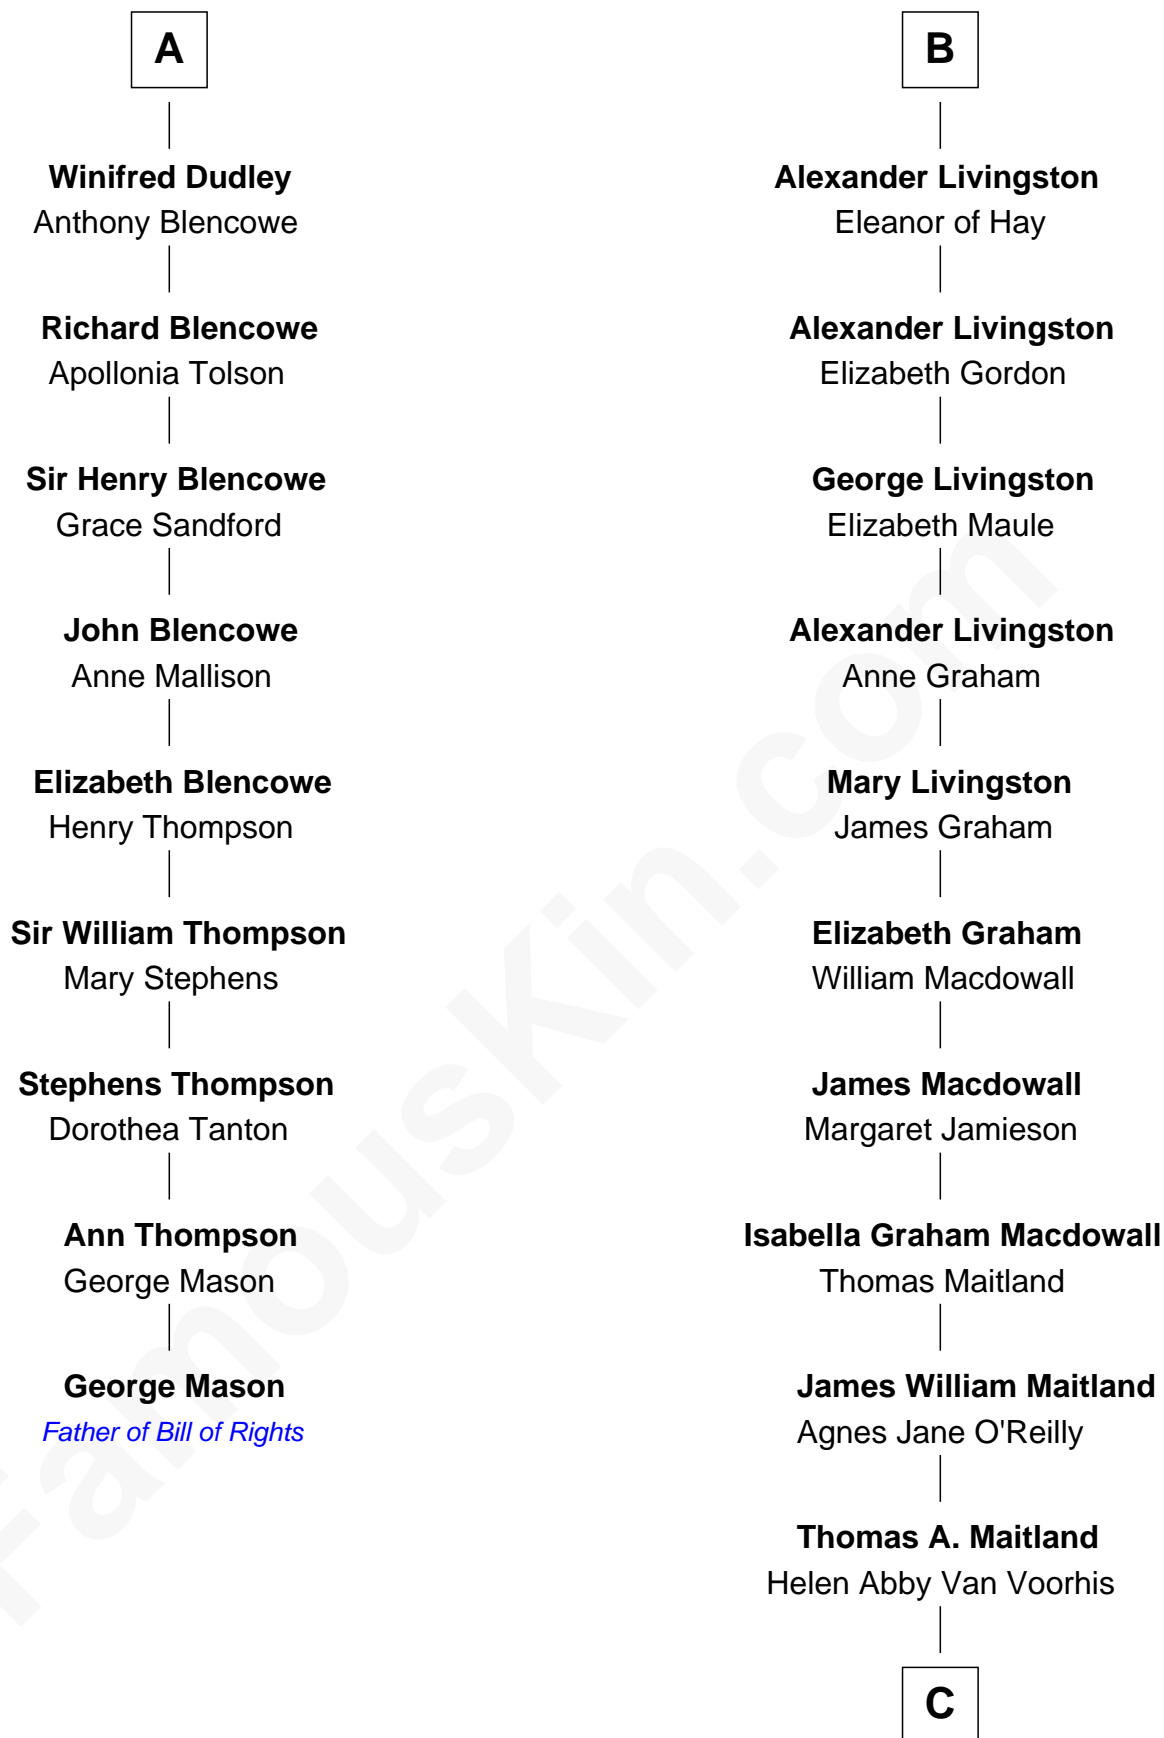 A
Winifred Dudley
Anthony Blencowe
Richard Blencowe
Apollonia Tolson
Sir Henry Blencowe
Grace Sandford
John Blencowe
Anne Mallison
Elizabeth Blencowe
Henry Thompson
Sir William Thompson
Mary Stephens
Stephens Thompson
Dorothea Tanton
Ann Thompson
George Mason
George Mason
Father of Bill of Rights
B
Alexander Livingston
Eleanor of Hay
Alexander Livingston
Elizabeth Gordon
George Livingston
Elizabeth Maule
Alexander Livingston
Anne Graham
Mary Livingston
James Graham
Elizabeth Graham
William Macdowall
James Macdowall
Margaret Jamieson
Isabella Graham Macdowall
Thomas Maitland
James William Maitland
Agnes Jane O'Reilly
Thomas A. Maitland
Helen Abby Van Voorhis
C
FamousKin.com